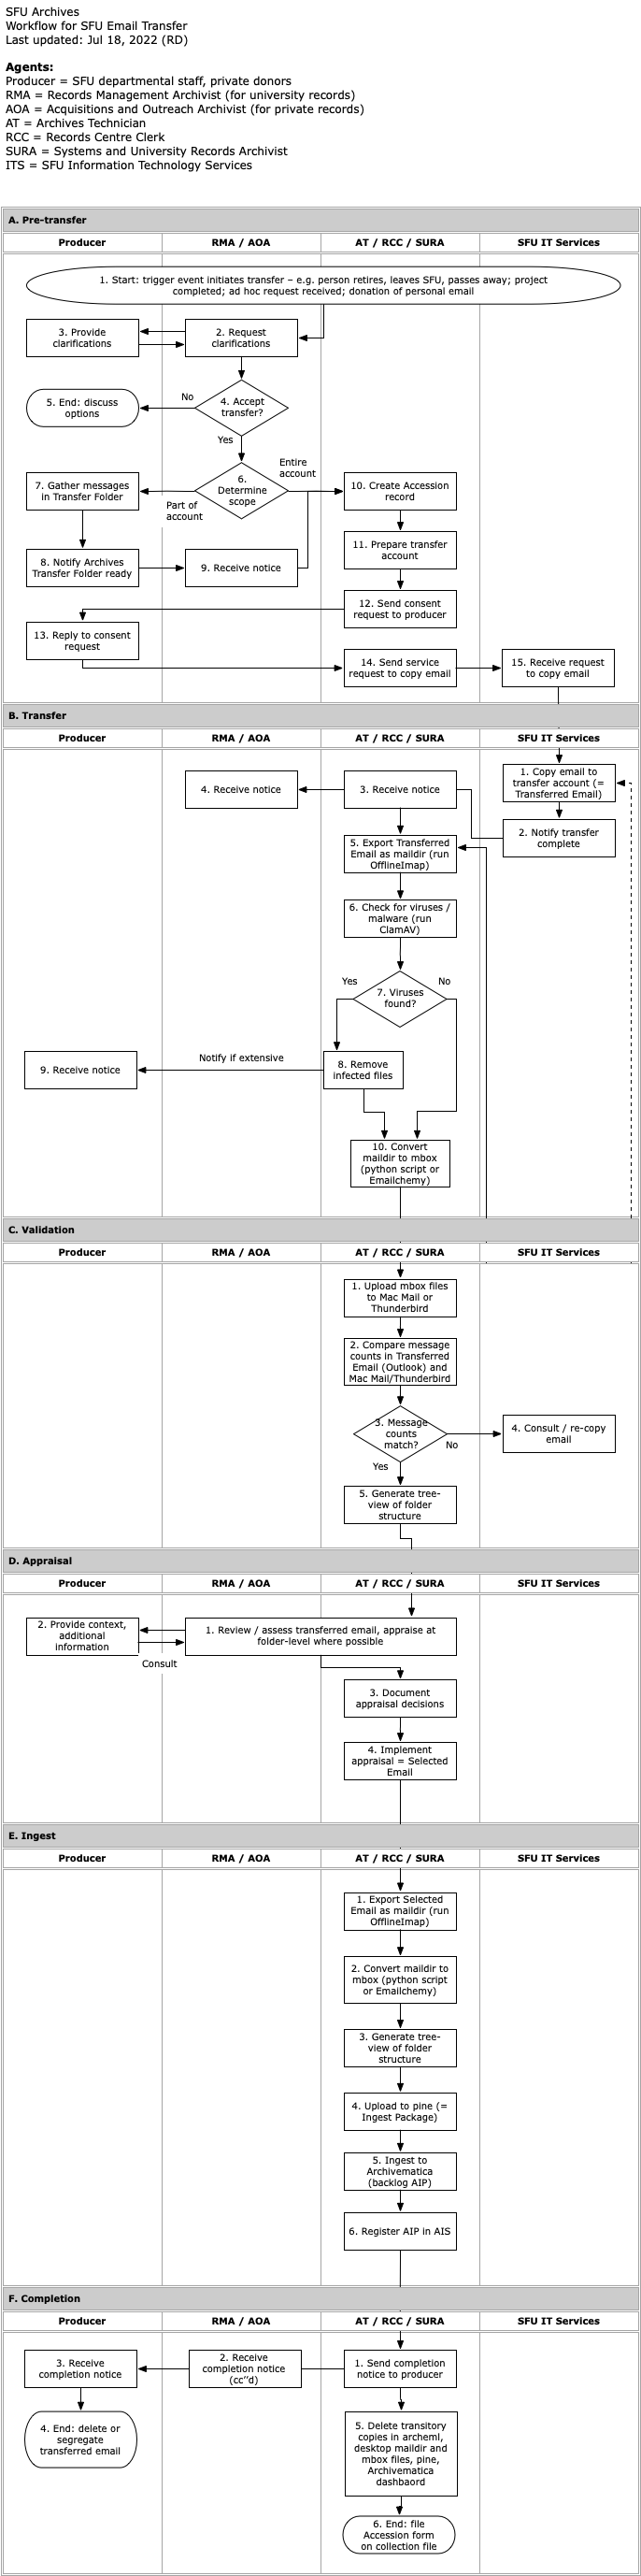 SFU Archives
Workflow for SFU Email Transfer
Last updated: Jul 18, 2022 (RD)
Agents:
Producer = SFU departmental staff, private donors
RMA = Records Management Archivist (for university records)
AOA = Acquisitions and Outreach Archivist (for private records)
AT = Archives Technician
RCC = Records Centre Clerk
SURA = Systems and University Records Archivist
ITS = SFU Information Technology Services
A. Pre-transfer
Producer
RMA / AOA
AT / RCC / SURA
SFU IT Services
1. Start: trigger event initiates transfer – e.g. person retires, leaves SFU, passes away; project
completed; ad hoc request received; donation of personal email
3. Provide
clarifications
2. Request
clarifications
5. End: discuss
options
No
4. Accept
transfer?
Yes
7. Gather messages
in Transfer Folder
Part of
account
6.
Determine
scope
Entire
account
10. Create Accession
record
11. Prepare transfer
account
8. Notify Archives
Transfer Folder ready
9. Receive notice
12. Send consent
request to producer
13. Reply to consent
request
14. Send service
request to copy email
15. Receive request
to copy email
B. Transfer
Producer
RMA / AOA
AT / RCC / SURA
SFU IT Services
1. Copy email to
transfer account (=
Transferred Email)
4. Receive notice
3. Receive notice
2. Notify transfer
complete
5. Export Transferred
Email as maildir (run
OfflineImap)
6. Check for viruses /
malware (run
ClamAV)
Yes
No
7. Viruses
found?
9. Receive notice
Notify if extensive
8. Remove
infected files
10. Convert
maildir to mbox
(python script or
Emailchemy)
C. Validation
Producer
RMA / AOA
AT / RCC / SURA
SFU IT Services
1. Upload mbox files
to Mac Mail or
Thunderbird
2. Compare message
counts in Transferred
Email (Outlook) and
Mac Mail/Thunderbird
3. Message
counts
match?
No
4. Consult / re-copy
email
Yes
5. Generate tree-
view of folder
structure
D. Appraisal
Producer
RMA / AOA
AT / RCC / SURA
SFU IT Services
2. Provide context,
additional
information
Consult
1. Review / assess transferred email, appraise at
folder-level where possible
3. Document
appraisal decisions
4. Implement
appraisal = Selected
Email
E. Ingest
Producer
RMA / AOA
AT / RCC / SURA
SFU IT Services
1. Export Selected
Email as maildir (run
OfflineImap)
2. Convert maildir to
mbox (python script
or Emailchemy)
3. Generate tree-
view of folder
structure
4. Upload to pine (=
Ingest Package)
5. Ingest to
Archivematica
(backlog AIP)
6. Register AIP in AIS
F. Completion
Producer
RMA / AOA
AT / RCC / SURA
SFU IT Services
3. Receive
completion notice
2. Receive
completion notice
(cc''d)
1. Send completion
notice to producer
4. End: delete or
segregate
transferred email
5. Delete transitory
copies in archeml,
desktop maildir and
mbox files, pine,
Archivematica
dashbaord
6. End: file
Accession form
on collection file